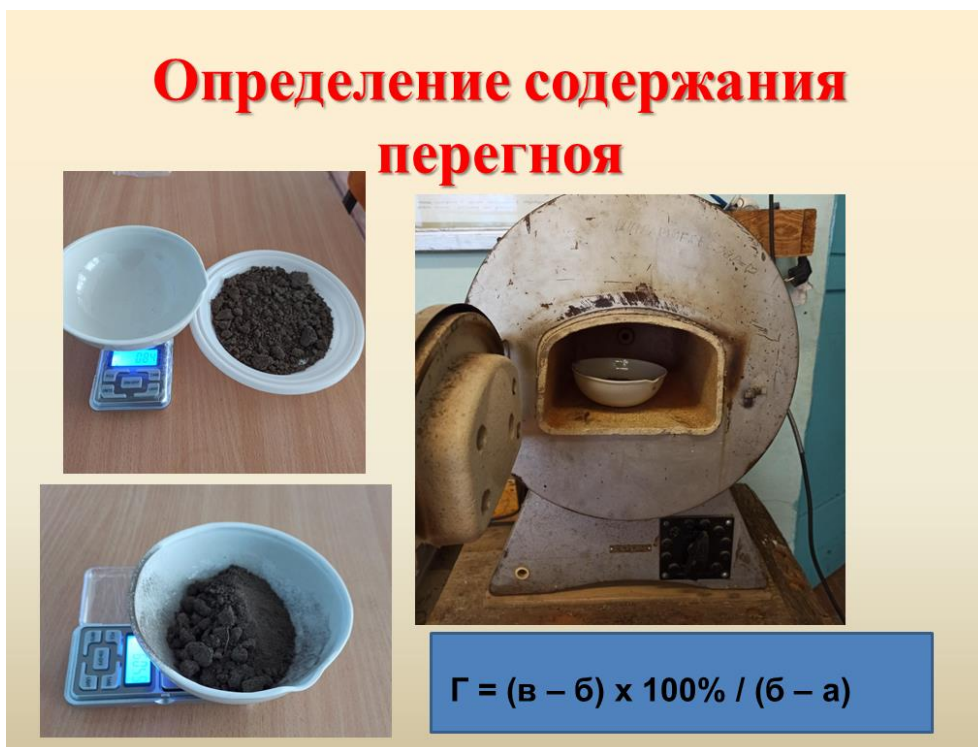 Определение содержания
перегноя
Г = (в – б) х 100% / (б – а)